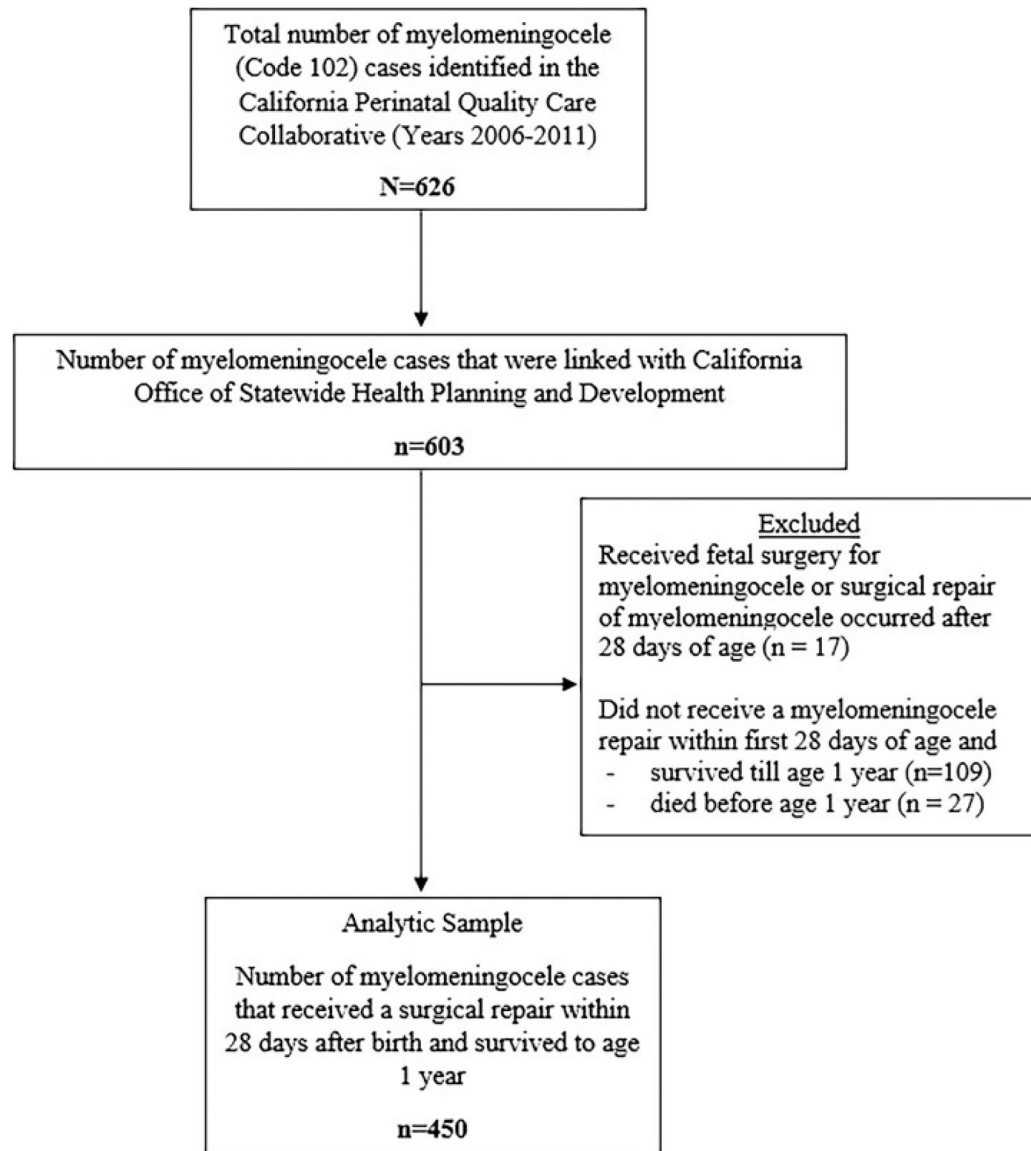 Total number of myelomeningocele
(Code 102) cases identified in the
California Perinatal Quality Care
Collaborative (Years 2006-2011)
N=626
Number of myelomeningocele cases that were linked with California
Office of Statewide Health Planning and Development
n=603
Excluded
Received fetal surgery for
myelomeningocele or surgical repair
of myelomeningocele occurred after
28 days of age (n = 17)
Did not receive a myelomeningocele
repair within first 28 days of age and
- survived till age 1 year (n=109)
- died before age 1 year (n = 27)
Analytic Sample
Number of myelomeningocele cases
that received a surgical repair within
28 days after birth and survived to age
1 year
n=450